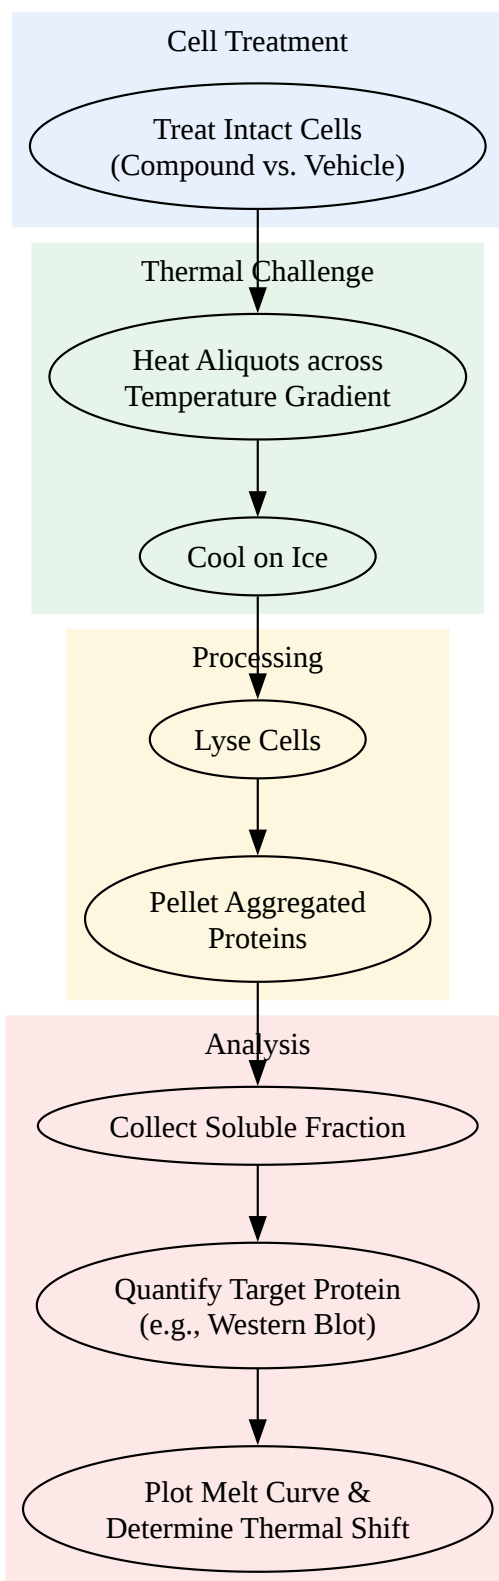 Cell Treatment
Treat Intact Cells
(Compound vs. Vehicle)
Thermal Challenge
Heat Aliquots across
Temperature Gradient
Cool on Ice
Processing
Lyse Cells
Pellet Aggregated
Proteins
Analysis
Collect Soluble Fraction
Quantify Target Protein
(e.g., Western Blot)
Plot Melt Curve &
Determine Thermal Shift